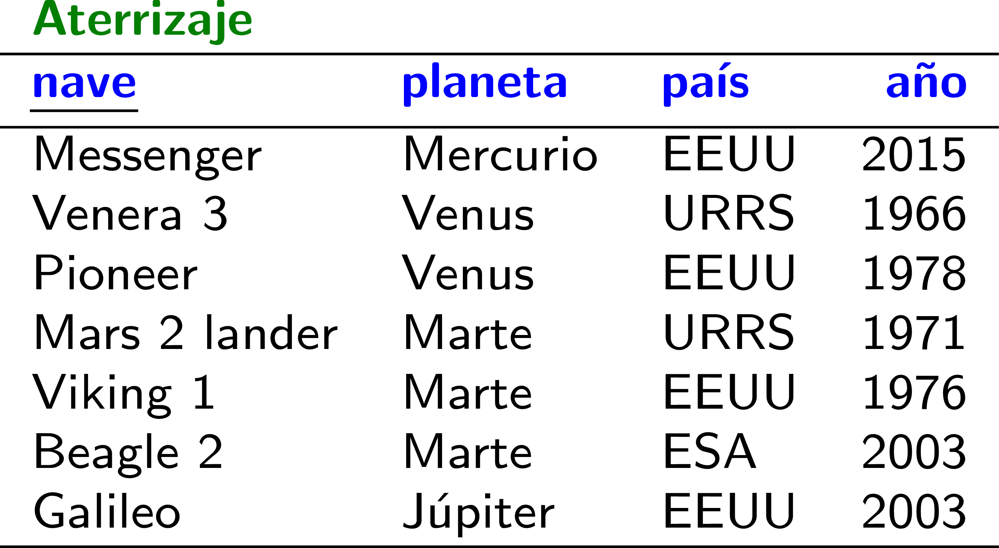 Aterrizaje
nave planeta país año
Messenger Mercurio EEUU 2015
Venera 3 Venus URRS 1966
Pioneer Venus EEUU 1978
Mars 2 lander Marte URRS 1971
Viking 1 Marte EEUU 1976
Beagle 2 Marte ESA 2003
Galileo Júpiter EEUU 2003